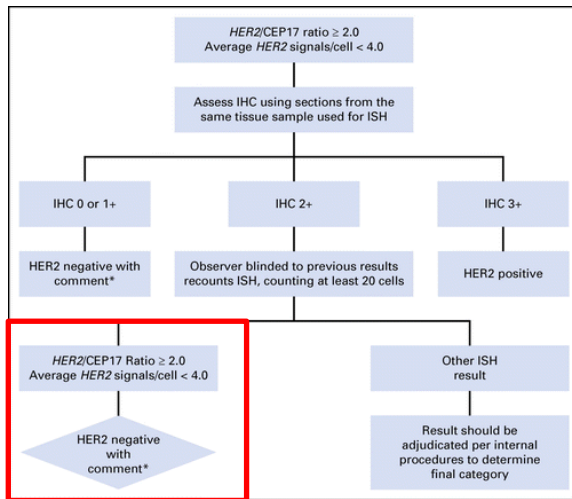 HER2/CEP17 ratio ≥ 2.0
Average HER2 signals/cell < 4.0
Assess IHC using sections from the
same tissue sample used for ISH
IHC 0 or 1+
IHC 2+
IHC 3+
HER2 negative with
comment*
Observer blinded to previous results
recounts ISH, counting at least 20 cells
HER2 positive
HER2/CEP17 Ratio ≥ 2.0
Average HER2 signals/cell < 4.0
Other ISH
result
HER2 negative
with
comment*
Result should be
adjudicated per internal
procedures to determine
final category